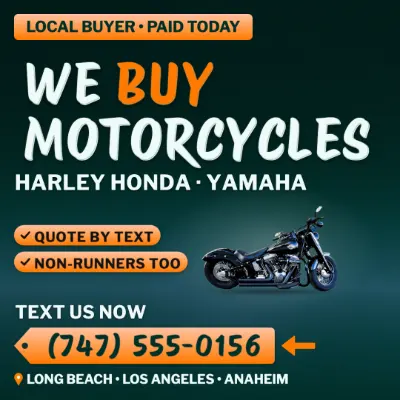 LOCAL BUYER • PAID TODAY
WE BUY
MOTORCYCLES
HARLEY HONDA · YAMAHA
QUOTE BY TEXT
NON-RUNNERS TOO
TEXT US NOW
(747) 555-0156
LONG BEACH • LOS ANGELES • ANAHEIM